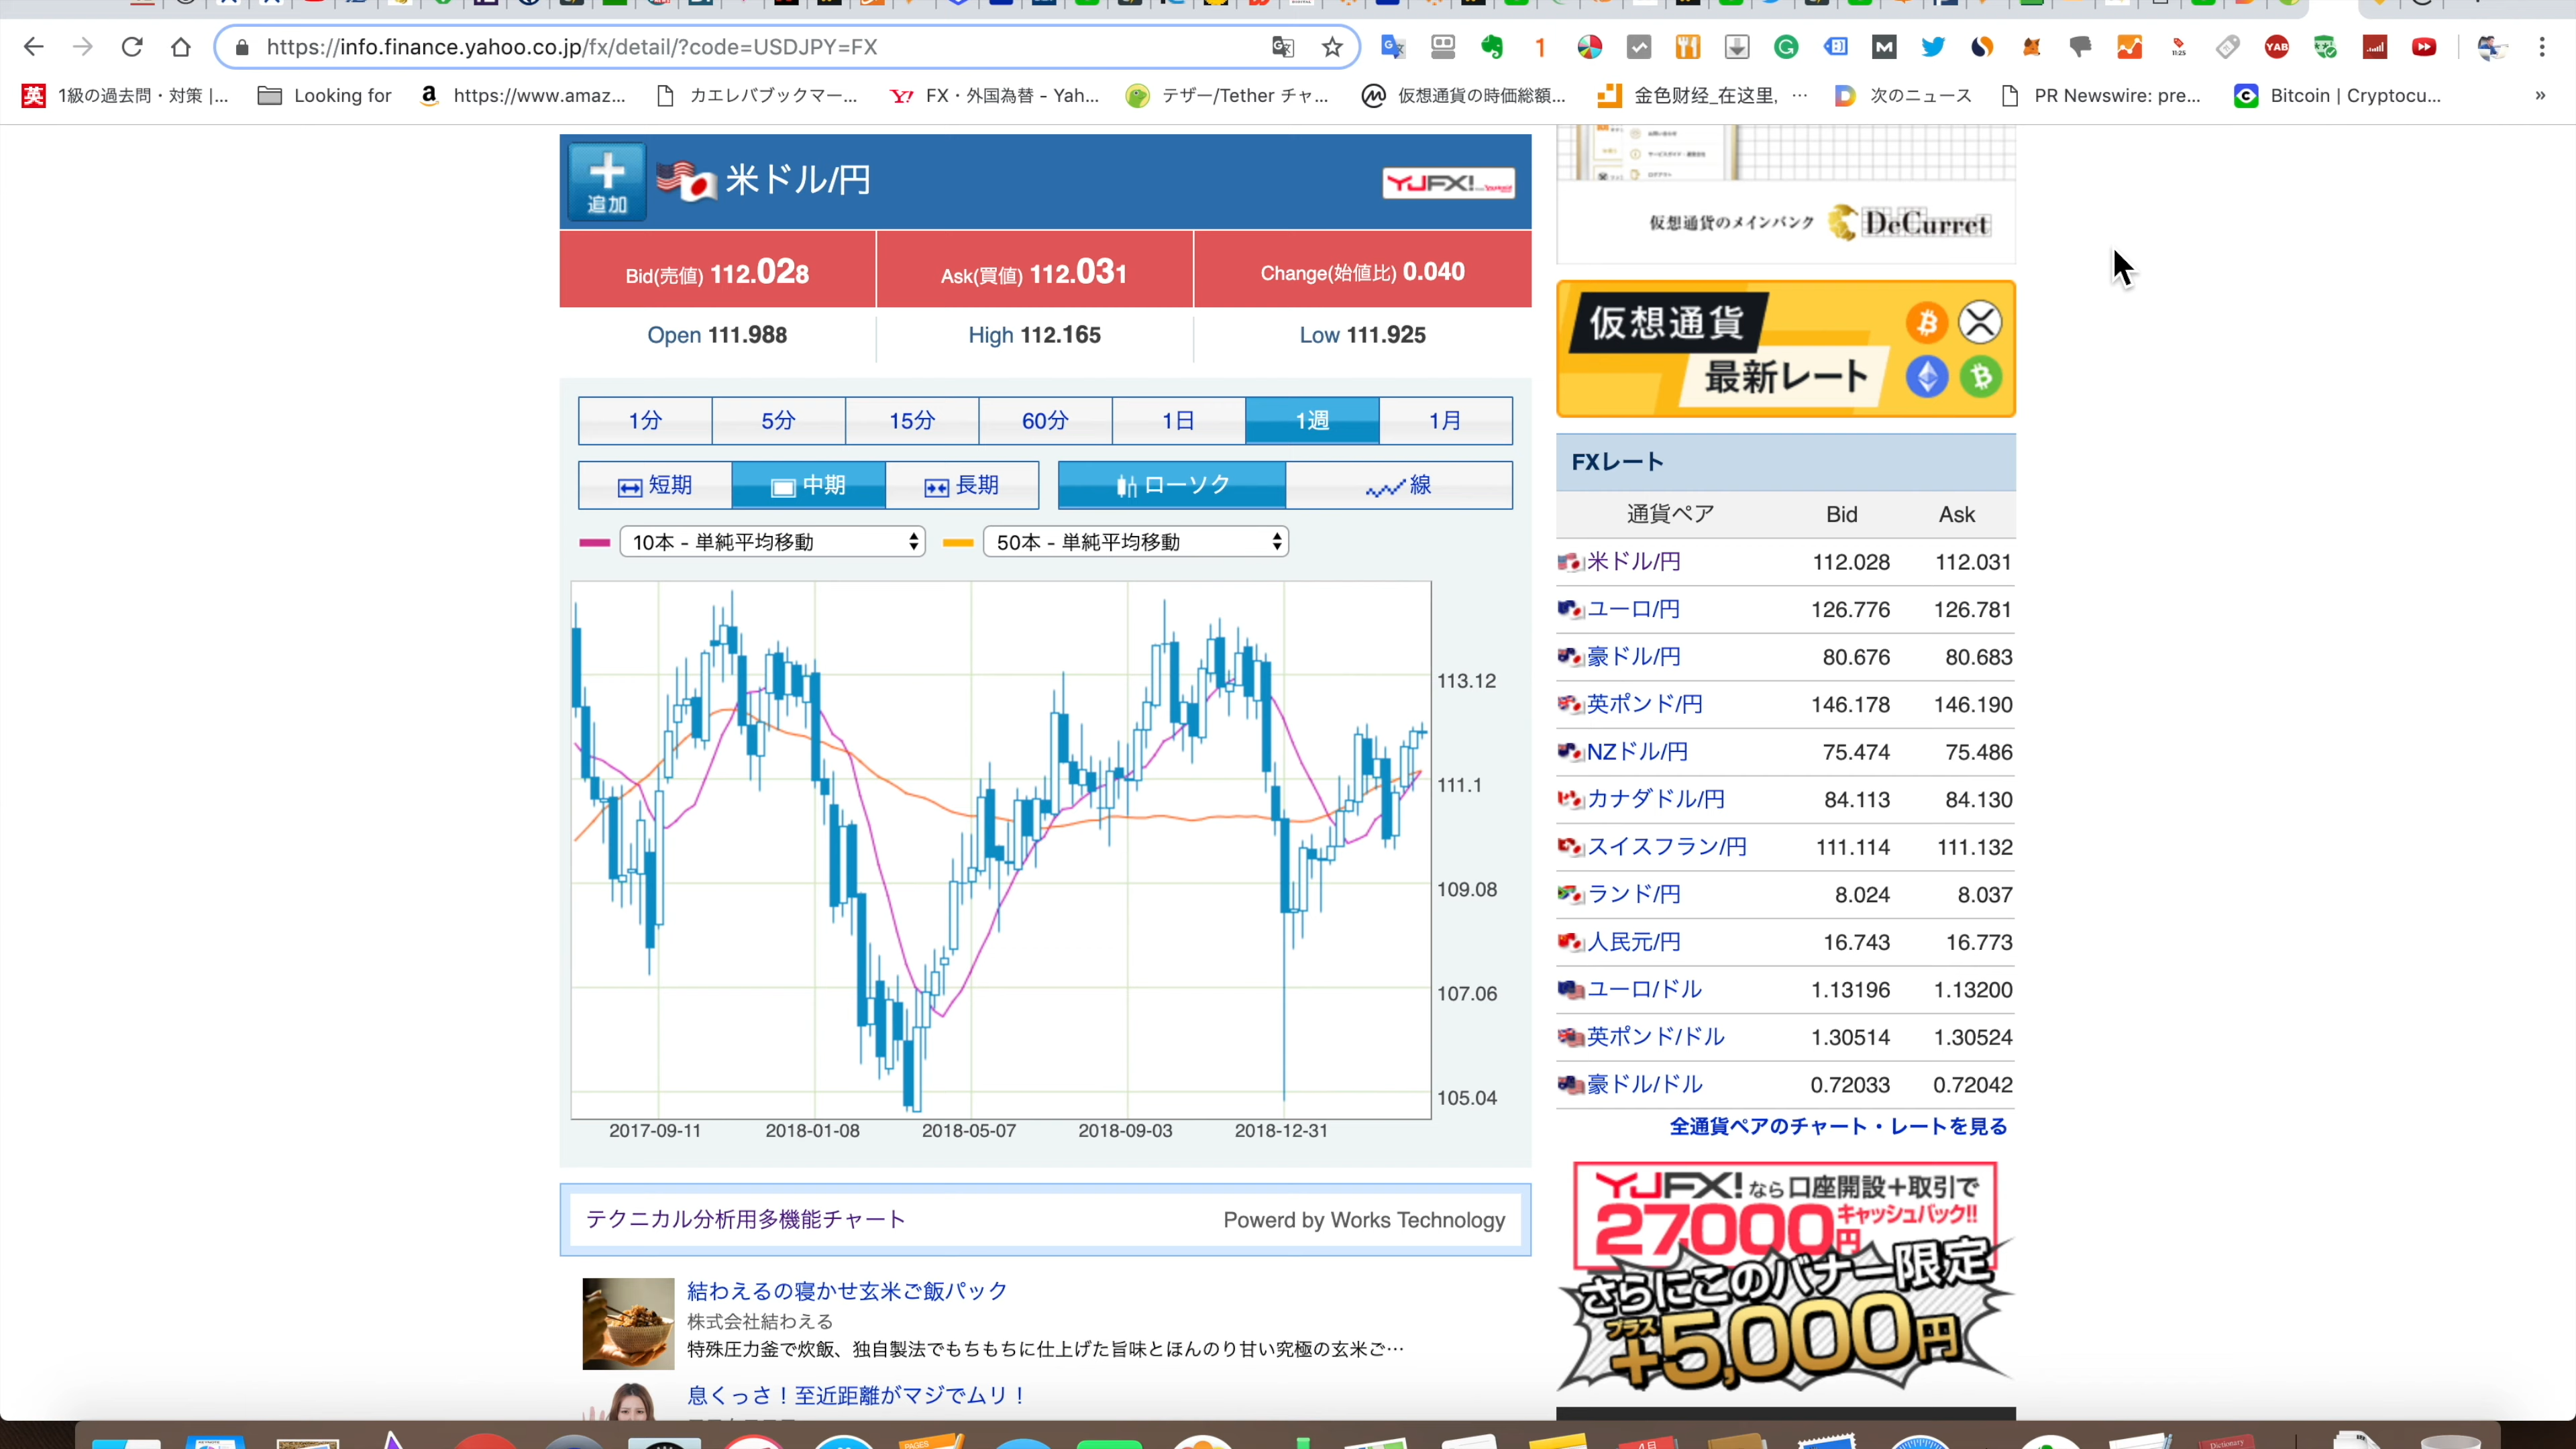 https://info.finance.yahoo.co.jp/fx/detail/?code=USDJPY=FX
英 1級の過去問・対策 |... Looking for https://www.amaz... カエレバブックマー... FX・外国為替 - Yah... テザー/Tether チャ... 仮想通貨の時価総額... 金色财经_在这里, ... 次のニュース PR Newswire: pre... Bitcoin | Cryptocu... »
追加
米ドル/円
YJFX!
Bid(売値) 112.028
Ask(買値) 112.031
Change(始値比) 0.040
Open 111.988
High 112.165
Low 111.925
1分 5分 15分 60分 1日 1週 1月
短期 中期 長期 ローソク 線
10本 - 単純平均移動 50本 - 単純平均移動
113.12
111.1
109.08
107.06
105.04
2017-09-11 2018-01-08 2018-05-07 2018-09-03 2018-12-31
テクニカル分析用多機能チャート Powerd by Works Technology
結わえるの寝かせ玄米ご飯パック
株式会社結わえる
特殊圧力釜で炊飯、独自製法でもちもちに仕上げた旨味とほんのり甘い究極の玄米ご…
息くっさ！至近距離がマジでムリ！
仮想通貨のメインバンク DeCurret
仮想通貨
最新レート
FXレート
通貨ペア Bid Ask
米ドル/円 112.028 112.031
ユーロ/円 126.776 126.781
豪ドル/円 80.676 80.683
英ポンド/円 146.178 146.190
NZドル/円 75.474 75.486
カナダドル/円 84.113 84.130
スイスフラン/円 111.114 111.132
ランド/円 8.024 8.037
人民元/円 16.743 16.773
ユーロ/ドル 1.13196 1.13200
英ポンド/ドル 1.30514 1.30524
豪ドル/ドル 0.72033 0.72042
全通貨ペアのチャート・レートを見る
YJFX!なら口座開設+取引で
27,000円キャッシュバック!!
さらにこのバナー限定
プラス+5,000円